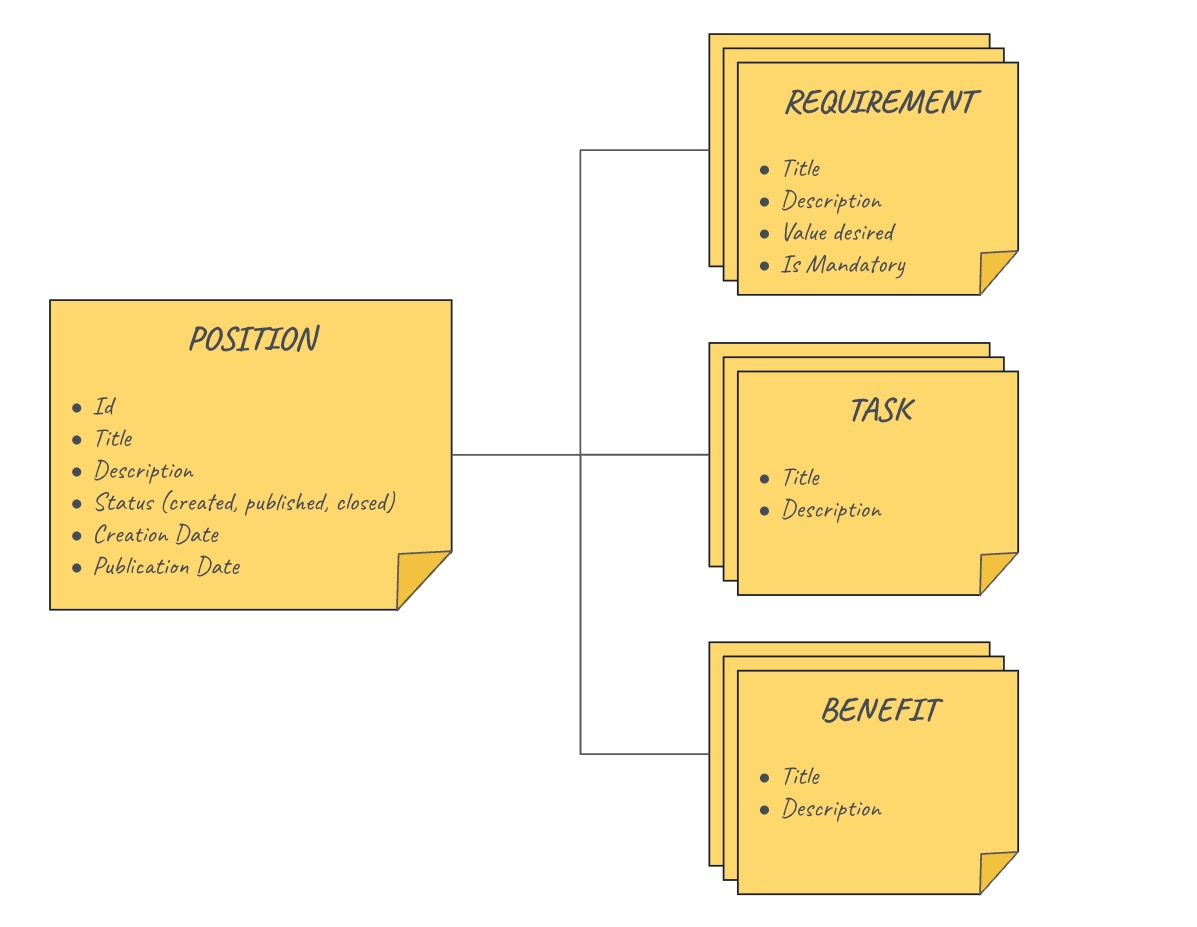 POSITION
Id
Title
Description
Status (created, published, closed)
Creation Date
Publication Date
REQUIREMENT
Title
Description
Value desired
Is Mandatory
TASK
Title
Description
BENEFIT
Title
Description